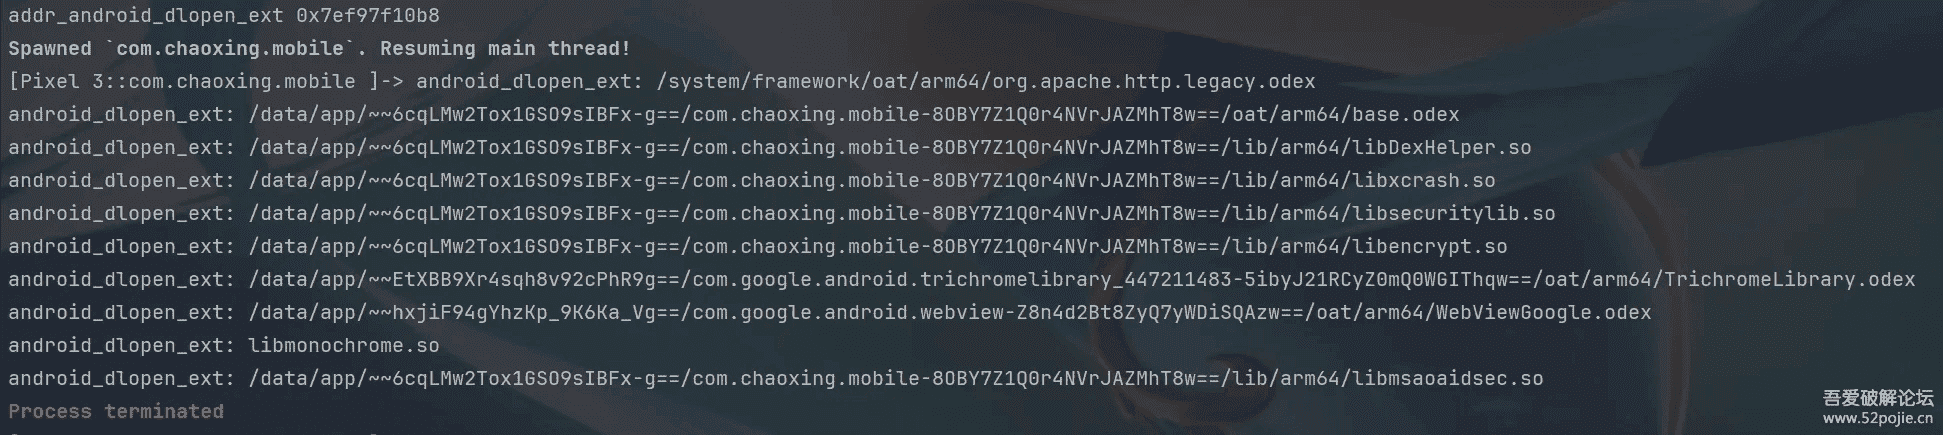 addr_android_dlopen_ext 0x7ef97f10b8
Spawned `com.chaoxing.mobile`. Resuming main thread!
[Pixel 3::com.chaoxing.mobile ]-> android_dlopen_ext: /system/framework/oat/arm64/org.apache.http.legacy.odex
android_dlopen_ext: /data/app/~~6cqLMw2Tox1GSO9sIBFx-g==/com.chaoxing.mobile-8OBY7Z1Q0r4NVrJAZMhT8w==/oat/arm64/base.odex
android_dlopen_ext: /data/app/~~6cqLMw2Tox1GSO9sIBFx-g==/com.chaoxing.mobile-8OBY7Z1Q0r4NVrJAZMhT8w==/lib/arm64/libDexHelper.so
android_dlopen_ext: /data/app/~~6cqLMw2Tox1GSO9sIBFx-g==/com.chaoxing.mobile-8OBY7Z1Q0r4NVrJAZMhT8w==/lib/arm64/libxcrash.so
android_dlopen_ext: /data/app/~~6cqLMw2Tox1GSO9sIBFx-g==/com.chaoxing.mobile-8OBY7Z1Q0r4NVrJAZMhT8w==/lib/arm64/libsecuritylib.so
android_dlopen_ext: /data/app/~~6cqLMw2Tox1GSO9sIBFx-g==/com.chaoxing.mobile-8OBY7Z1Q0r4NVrJAZMhT8w==/lib/arm64/libencrypt.so
android_dlopen_ext: /data/app/~~EtXBB9Xr4sqh8v92cPhR9g==/com.google.android.trichromelibrary_447211483-5ibyJ21RCyZ0mQ0WGIThqw==/oat/arm64/TrichromeLibrary.odex
android_dlopen_ext: /data/app/~~hxjiF94gYhzKp_9K6Ka_Vg==/com.google.android.webview-Z8n4d2Bt8ZyQ7yWDiSQAzw==/oat/arm64/WebViewGoogle.odex
android_dlopen_ext: libmonochrome.so
android_dlopen_ext: /data/app/~~6cqLMw2Tox1GSO9sIBFx-g==/com.chaoxing.mobile-8OBY7Z1Q0r4NVrJAZMhT8w==/lib/arm64/libmsaoaidsec.so
Process terminated
吾爱破解论坛
www.52pojie.cn